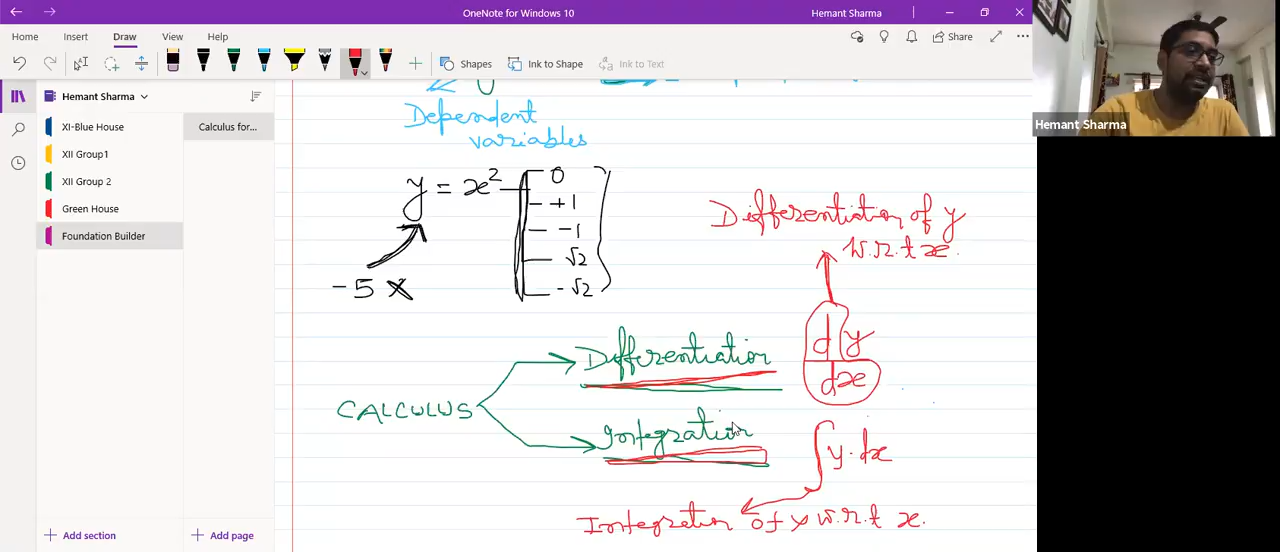 OneNote for Windows 10
Hemant Sharma
Home Insert Draw View Help
Share
Shapes
Ink to Shape
Ink to Text
Hemant Sharma
XI-Blue House
XII Group1
XII Group 2
Green House
Foundation Builder
Calculus for...
Add section
Add page
Hemant Sharma
Dependent
variables
y = x²
0
+1
-1
√2
-√2
-5 x
Differentiation of y
w.r.t x.
dy
dx
CALCULUS
Differentiation
Integration
∫ y. dx
Integration of y w.r.t x.